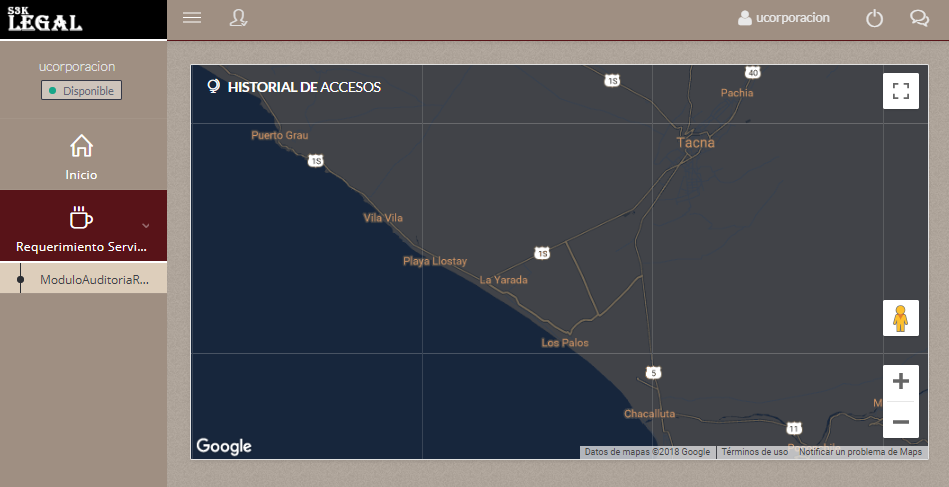 S3K
LEGAL
ucorporacion
ucorporacion
Disponible
Inicio
Requerimiento Servi...
ModuloAuditoriaR...
HISTORIAL DE ACCESOS
1S
40
Pachia
Puerto Grau
Tacna
1S
Vila Vila
Playa Llostay
1S
La Yarada
Los Palos
5
Chacalluta
11
Google
Datos de mapas ©2018 Google
Términos de uso
Notificar un problema de Maps